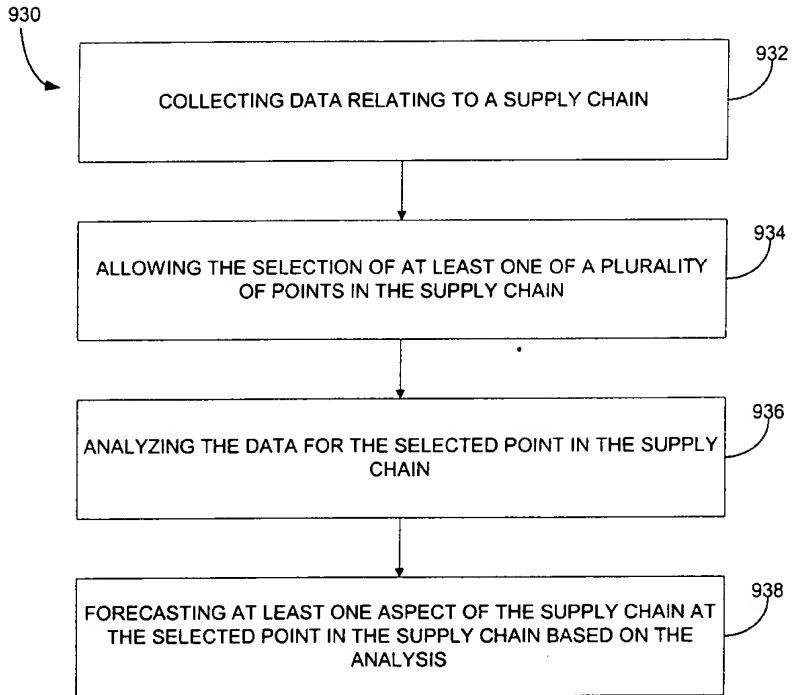 930
932
COLLECTING DATA RELATING TO A SUPPLY CHAIN
934
ALLOWING THE SELECTION OF AT LEAST ONE OF A PLURALITY
OF POINTS IN THE SUPPLY CHAIN
936
ANALYZING THE DATA FOR THE SELECTED POINT IN THE SUPPLY
CHAIN
938
FORECASTING AT LEAST ONE ASPECT OF THE SUPPLY CHAIN AT
THE SELECTED POINT IN THE SUPPLY CHAIN BASED ON THE
ANALYSIS